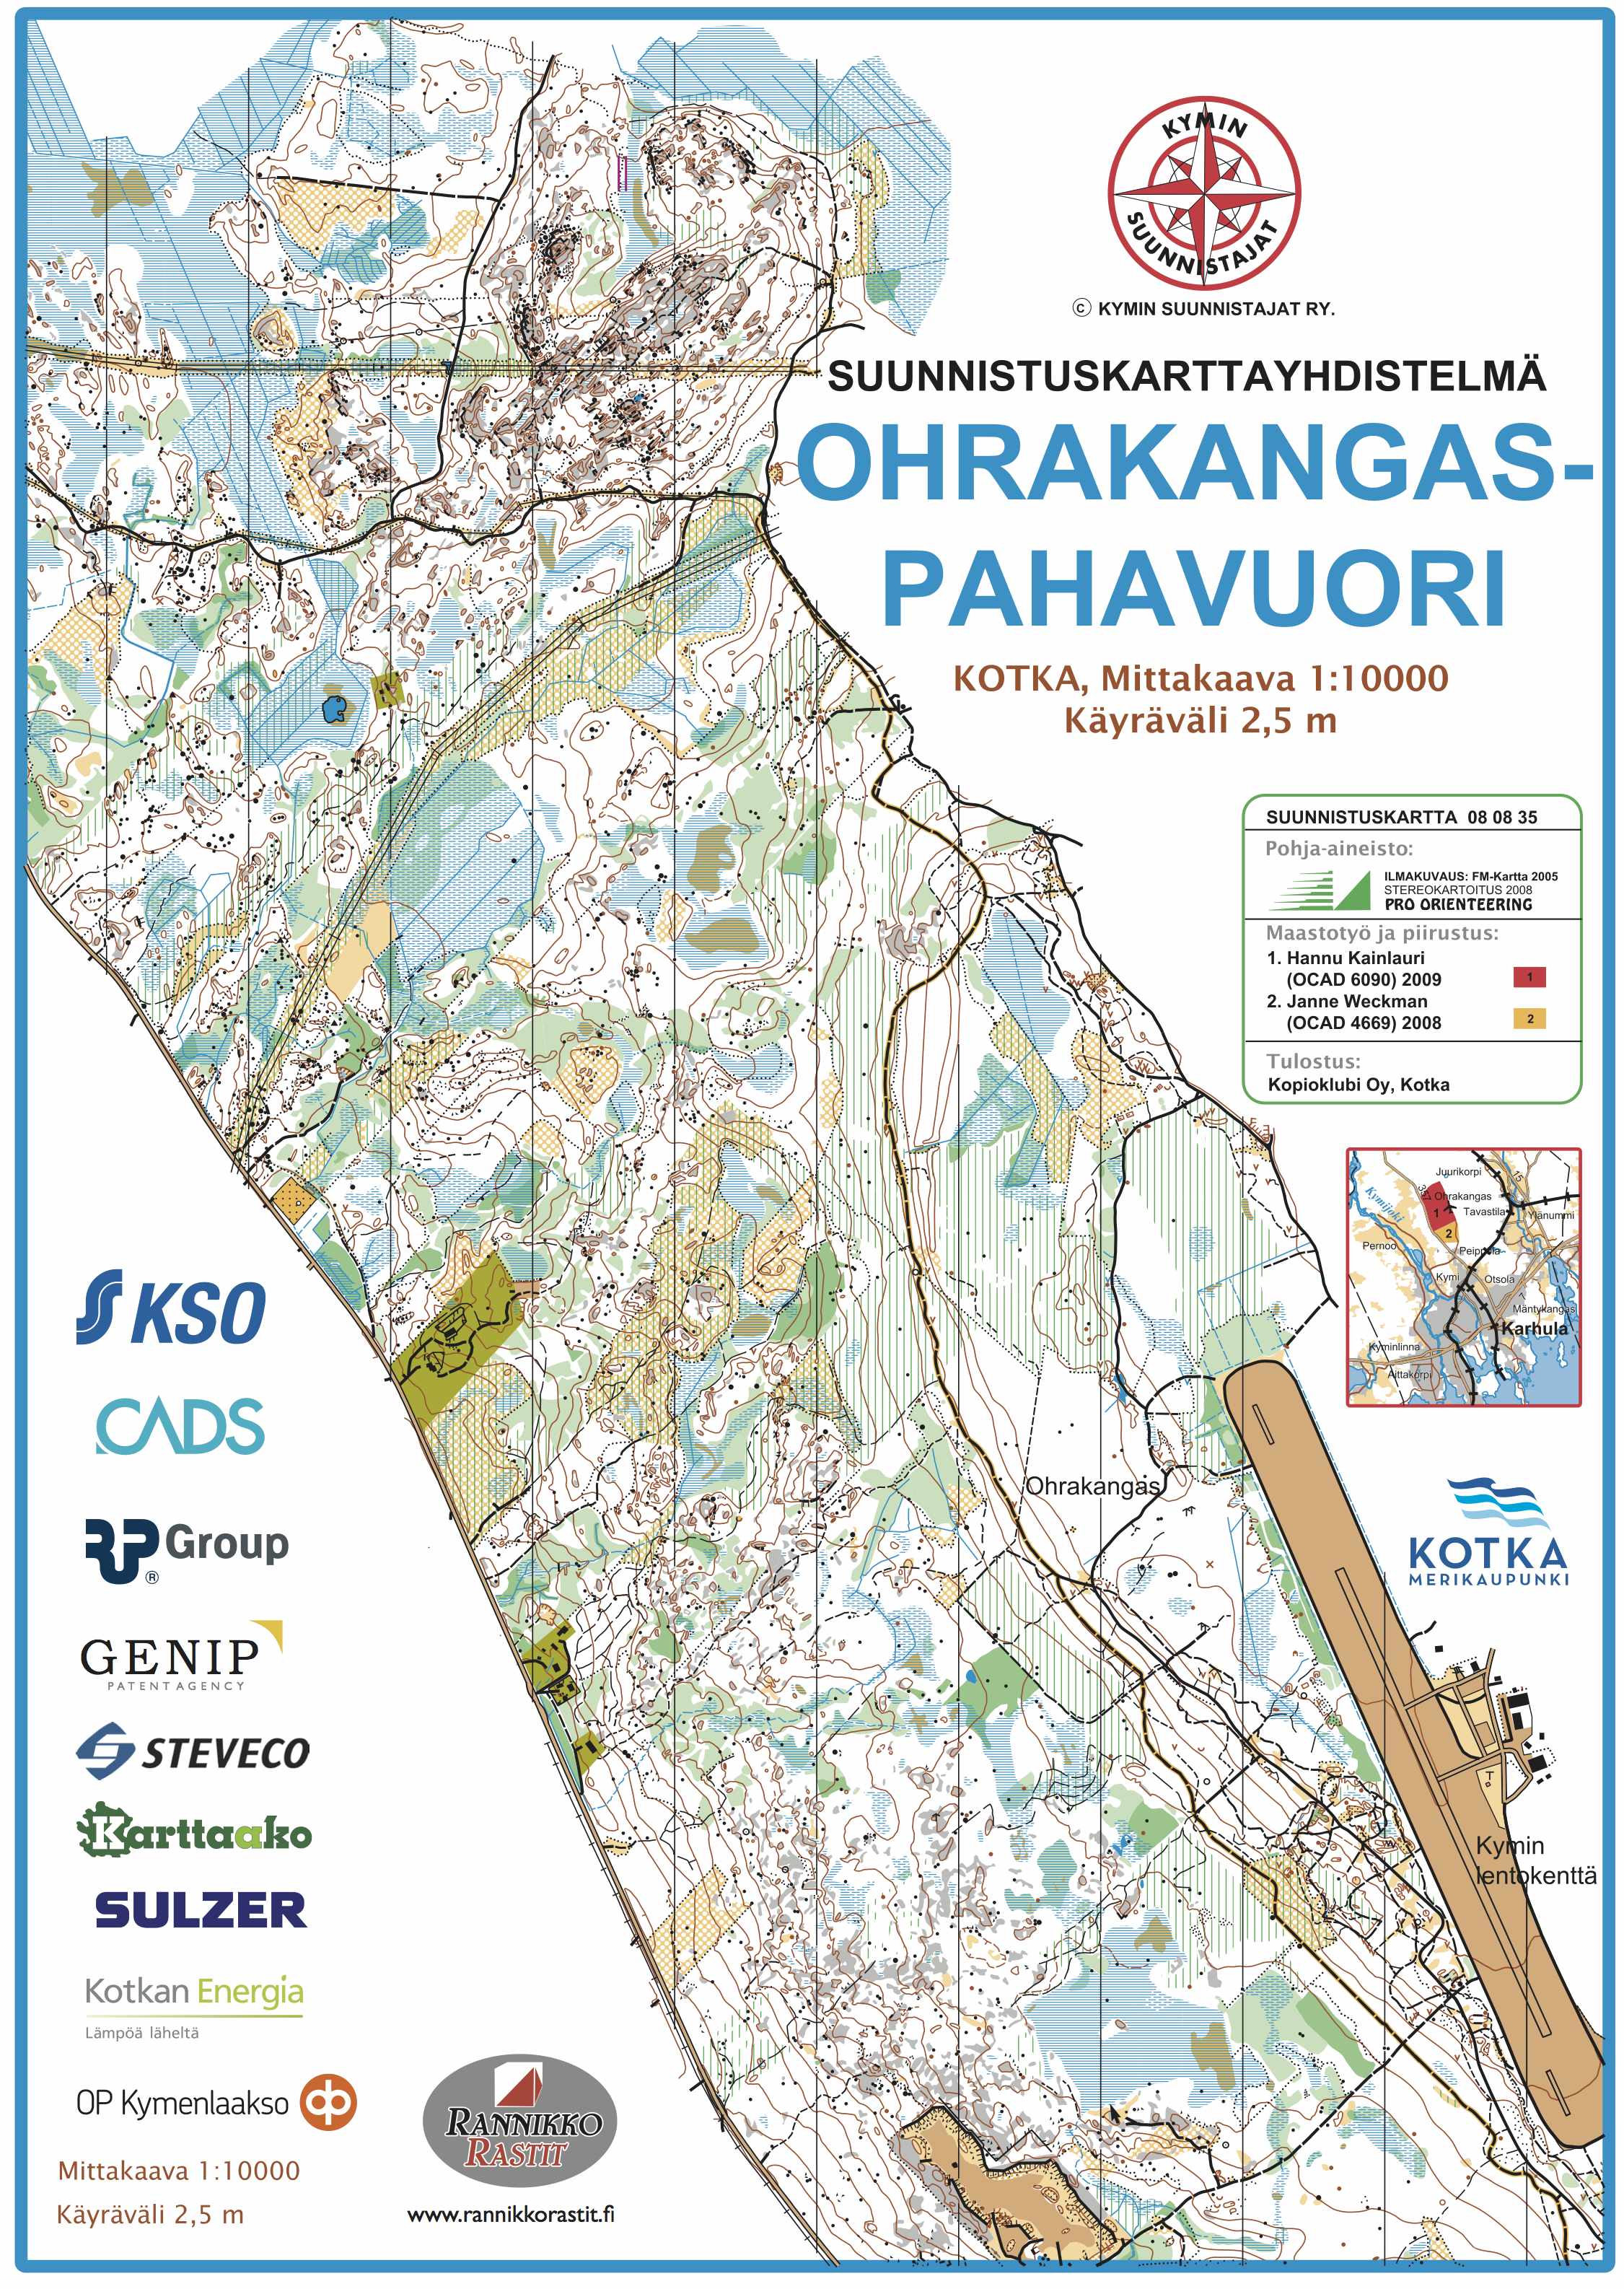 KYMIN
SUUNNISTAJAT
© KYMIN SUUNNISTAJAT RY.
SUUNNISTUSKARTTAYHDISTELMÄ
OHRAKANGAS-
PAHAVUORI
KOTKA, Mittakaava 1:10000
Käyräväli 2,5 m
SUUNNISTUSKARTTA 08 08 35
Pohja-aineisto:
ILMAKUVAUS: FM-Kartta 2005
STEREOKARTOITUS 2008
PRO ORIENTEERING
Maastotyö ja piirustus:
1. Hannu Kainlauri
(OCAD 6090) 2009 1
2. Janne Weckman
(OCAD 4669) 2008 2
Tulostus:
Kopioklubi Oy, Kotka
Juurikorpi
15
Kymijoki
Ohrakangas
1
Tavastila
Ylänummi
2
Pernoo
Peippola
Kymi
Otsola
Mäntykangas
Karhula
Kyminlinna
Aittakorpi
KSO
CADS
RP Group
®
GENIP
PATENT AGENCY
STEVECO
Karttaako
SULZER
Kotkan Energia
Lämpöä läheltä
OP Kymenlaakso op
Mittakaava 1:10000
Käyräväli 2,5 m
RANNIKKO
RASTIT
www.rannikkorastit.fi
Ohrakangas
KOTKA
MERIKAUPUNKI
Kymin
lentokenttä